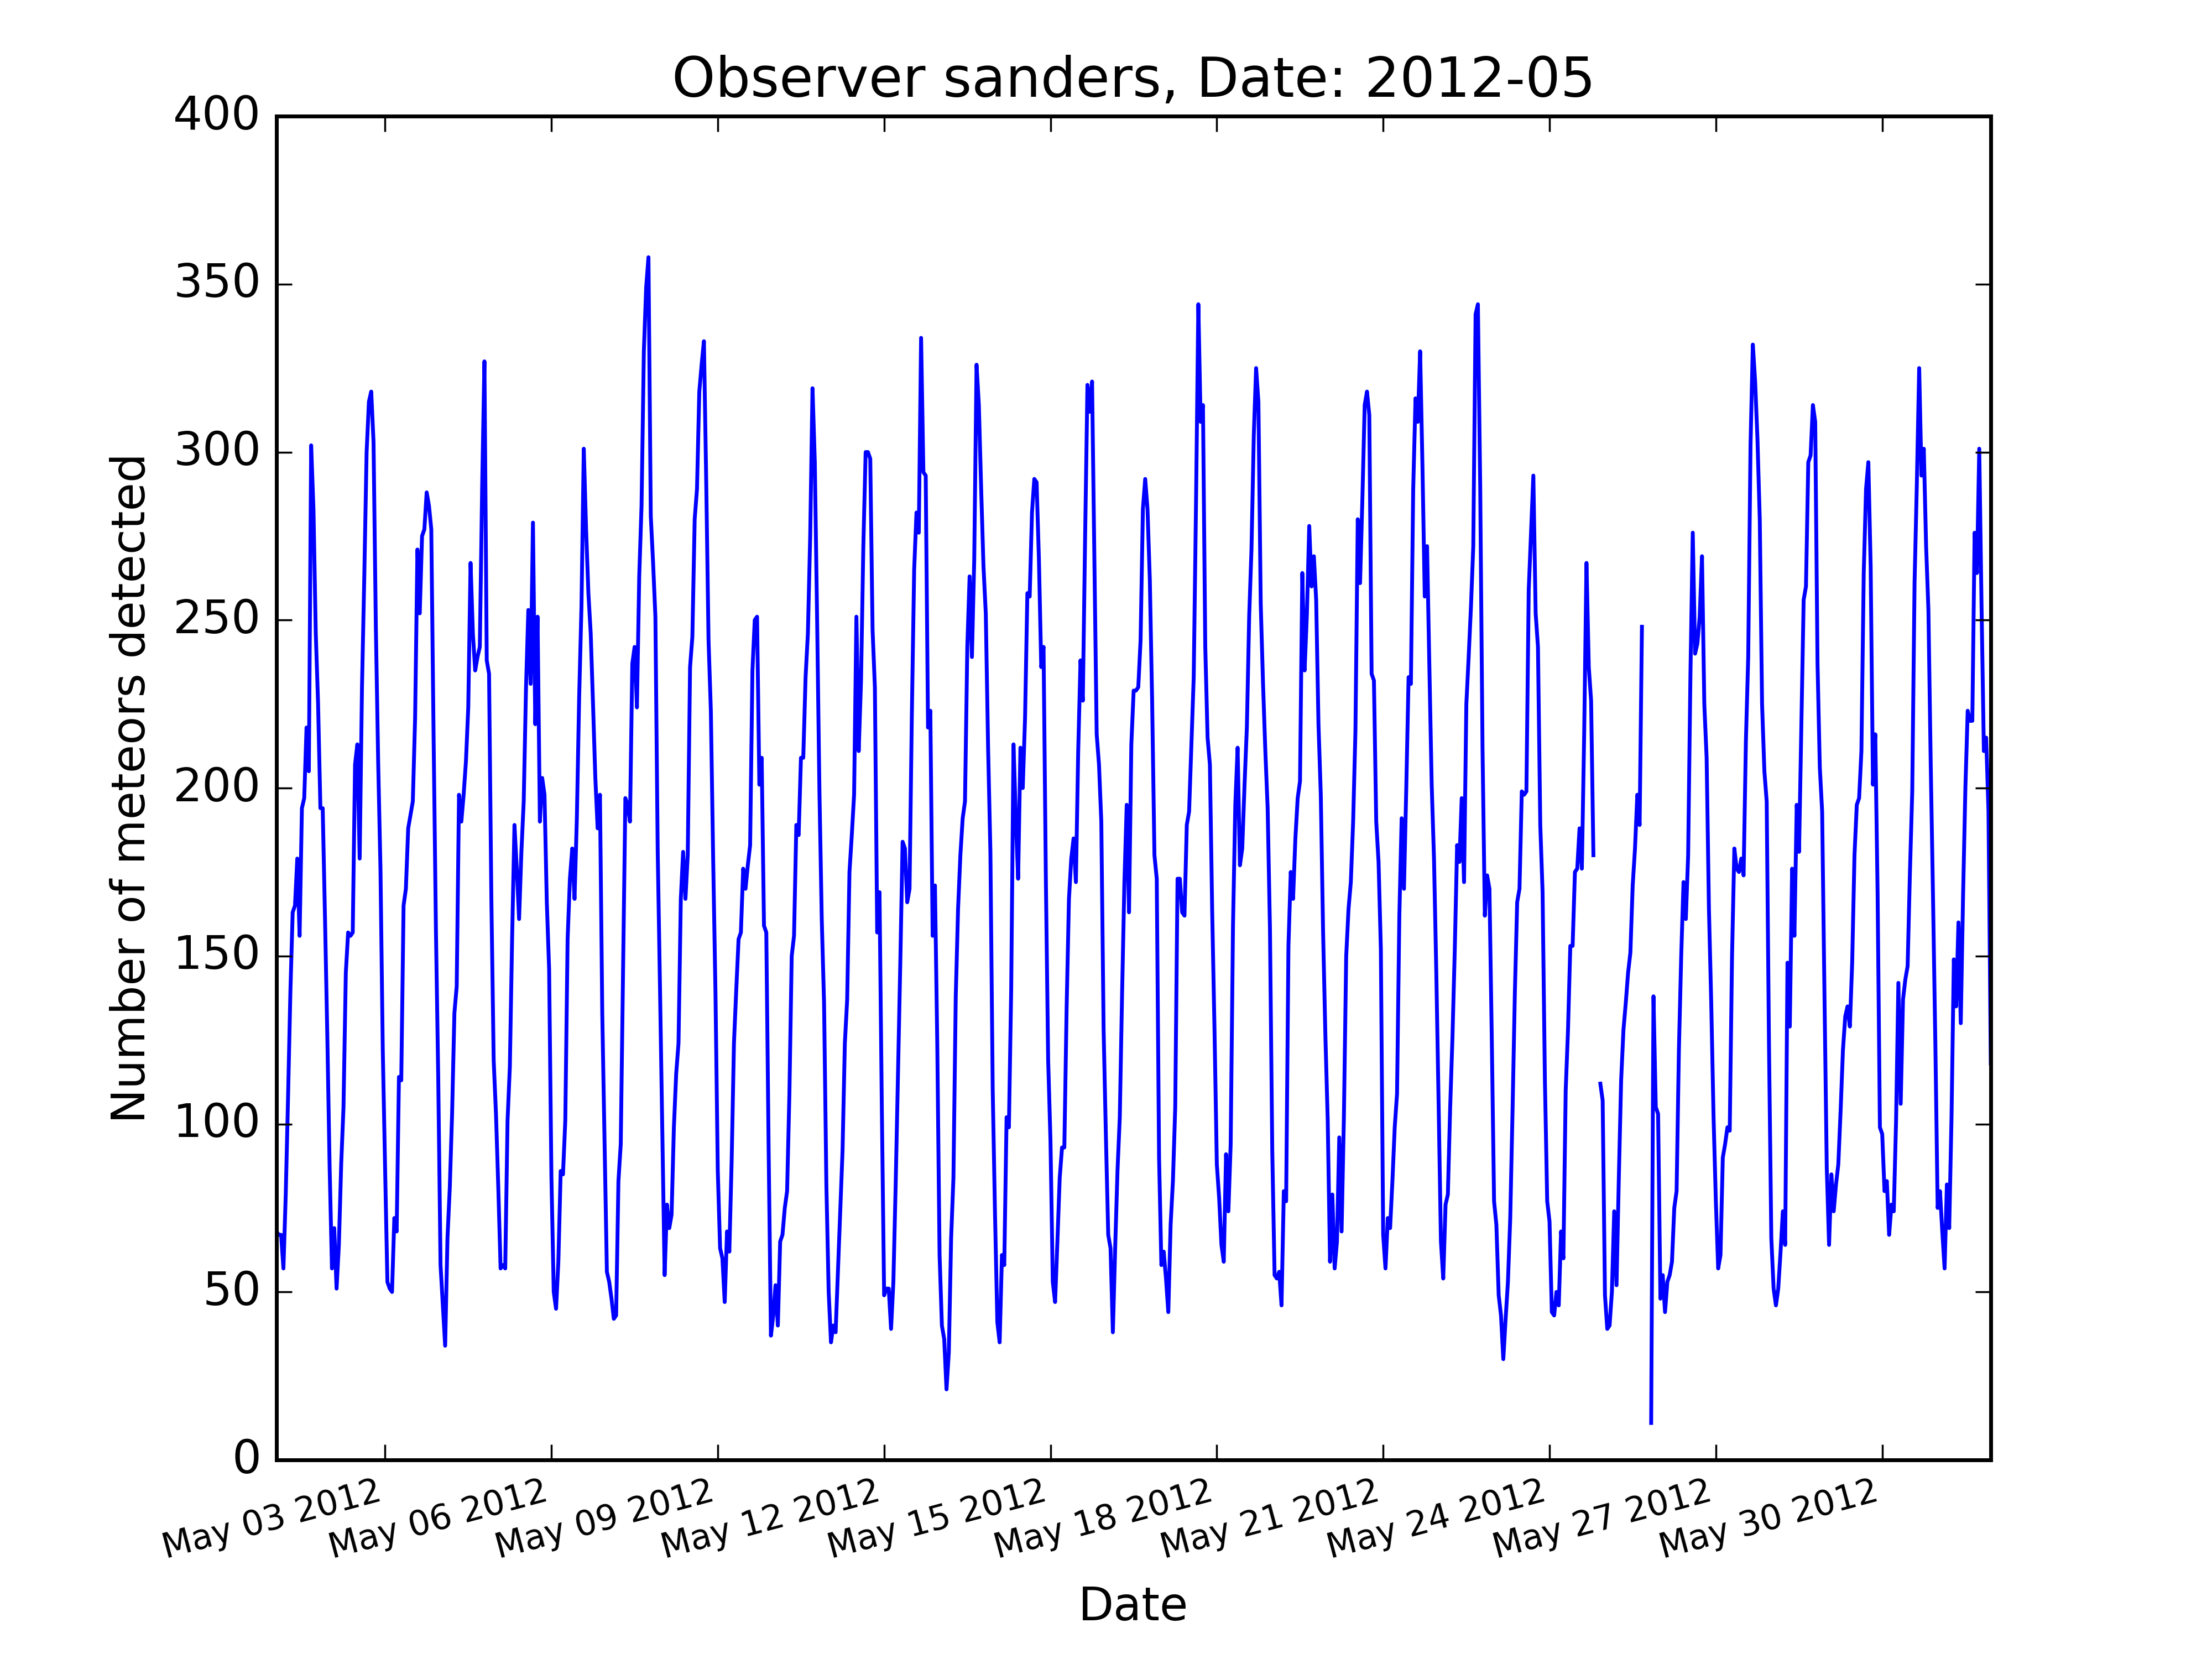 Observer sanders, Date: 2012-05
400
350
300
250
200
150
100
50
0
Number of meteors detected
May 03 2012
May 06 2012
May 09 2012
May 12 2012
May 15 2012
May 18 2012
May 21 2012
May 24 2012
May 27 2012
May 30 2012
Date